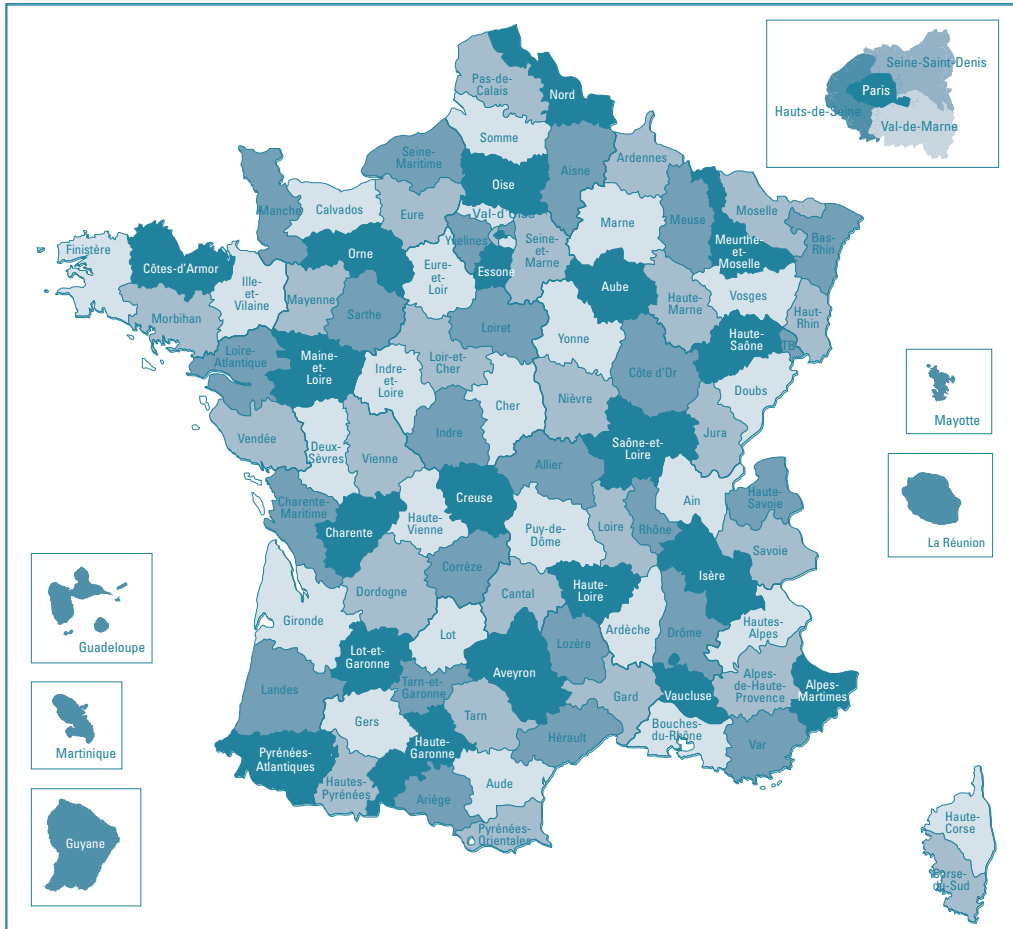 Pas-de-
Calais
Nord
Seine-Saint-Denis
Paris
Hauts-de-Seine
Val-de-Marne
Somme
Seine-
Maritime
Oise
Aisne
Ardennes
Manche
Calvados
Eure
Val-d'Oise
Marne
Meuse
Moselle
Bas-
Rhin
Finistère
Côtes-d'Armor
Orne
Yvelines
Essone
Seine-
et-
Marne
Meurthe-
et-
Moselle
Ille-
et-
Vilaine
Mayenne
Eure-
et-
Loir
Aube
Haute-
Marne
Vosges
Haut-
Rhin
Morbihan
Sarthe
Loiret
Yonne
Haute-
Saône
TB
Loire-
Atlantique
Maine-
et-Loire
Indre-
et-Loire
Loir-et-
Cher
Cher
Nièvre
Côte d'Or
Doubs
Mayotte
Vendée
Deux-
Sèvres
Vienne
Indre
Allier
Saône-et-
Loire
Jura
Charente-
Maritime
Charente
Haute-
Vienne
Creuse
Puy-de-
Dôme
Loire
Rhône
Ain
Haute-
Savoie
La Réunion
Savoie
Isère
Corrèze
Dordogne
Cantal
Haute-
Loire
Gironde
Lot
Ardèche
Drôme
Hautes-
Alpes
Guadeloupe
Lot-et-
Garonne
Aveyron
Lozère
Landes
Tarn-et-
Garonne
Tarn
Gard
Vaucluse
Alpes-
de-Haute-
Provence
Alpes-
Martimes
Martinique
Gers
Haute-
Garonne
Hérault
Bouches-
du-Rhône
Var
Pyrénées-
Atlantiques
Hautes-
Pyrénées
Ariège
Aude
Pyrénées-
Orientales
Guyane
Haute-
Corse
Corse-
du-Sud